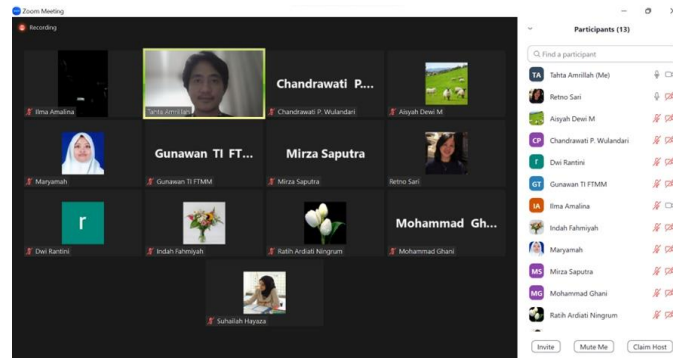 Zoom Meeting
Recording
Participants (13)
Find a participant
Ilma Amalina
Tahta Amrillah
Chandrawati P....
Chandrawati P. Wulandari
Aisyah Dewi M
Maryamah
Gunawan TI FT...
Gunawan TI FTMM
Mirza Saputra
Mirza Saputra
Retno Sari
r
Dwi Rantini
Indah Fahmiyah
Ratih Ardiati Ningrum
Mohammad Gh...
Mohammad Ghani
Suhailah Hayaza
TA Tahta Amrillah (Me)
Retno Sari
Aisyah Dewi M
CP Chandrawati P. Wulandari
r Dwi Rantini
GT Gunawan TI FTMM
IA Ilma Amalina
Indah Fahmiyah
Maryamah
MS Mirza Saputra
MG Mohammad Ghani
Ratih Ardiati Ningrum
Invite
Mute Me
Claim Host